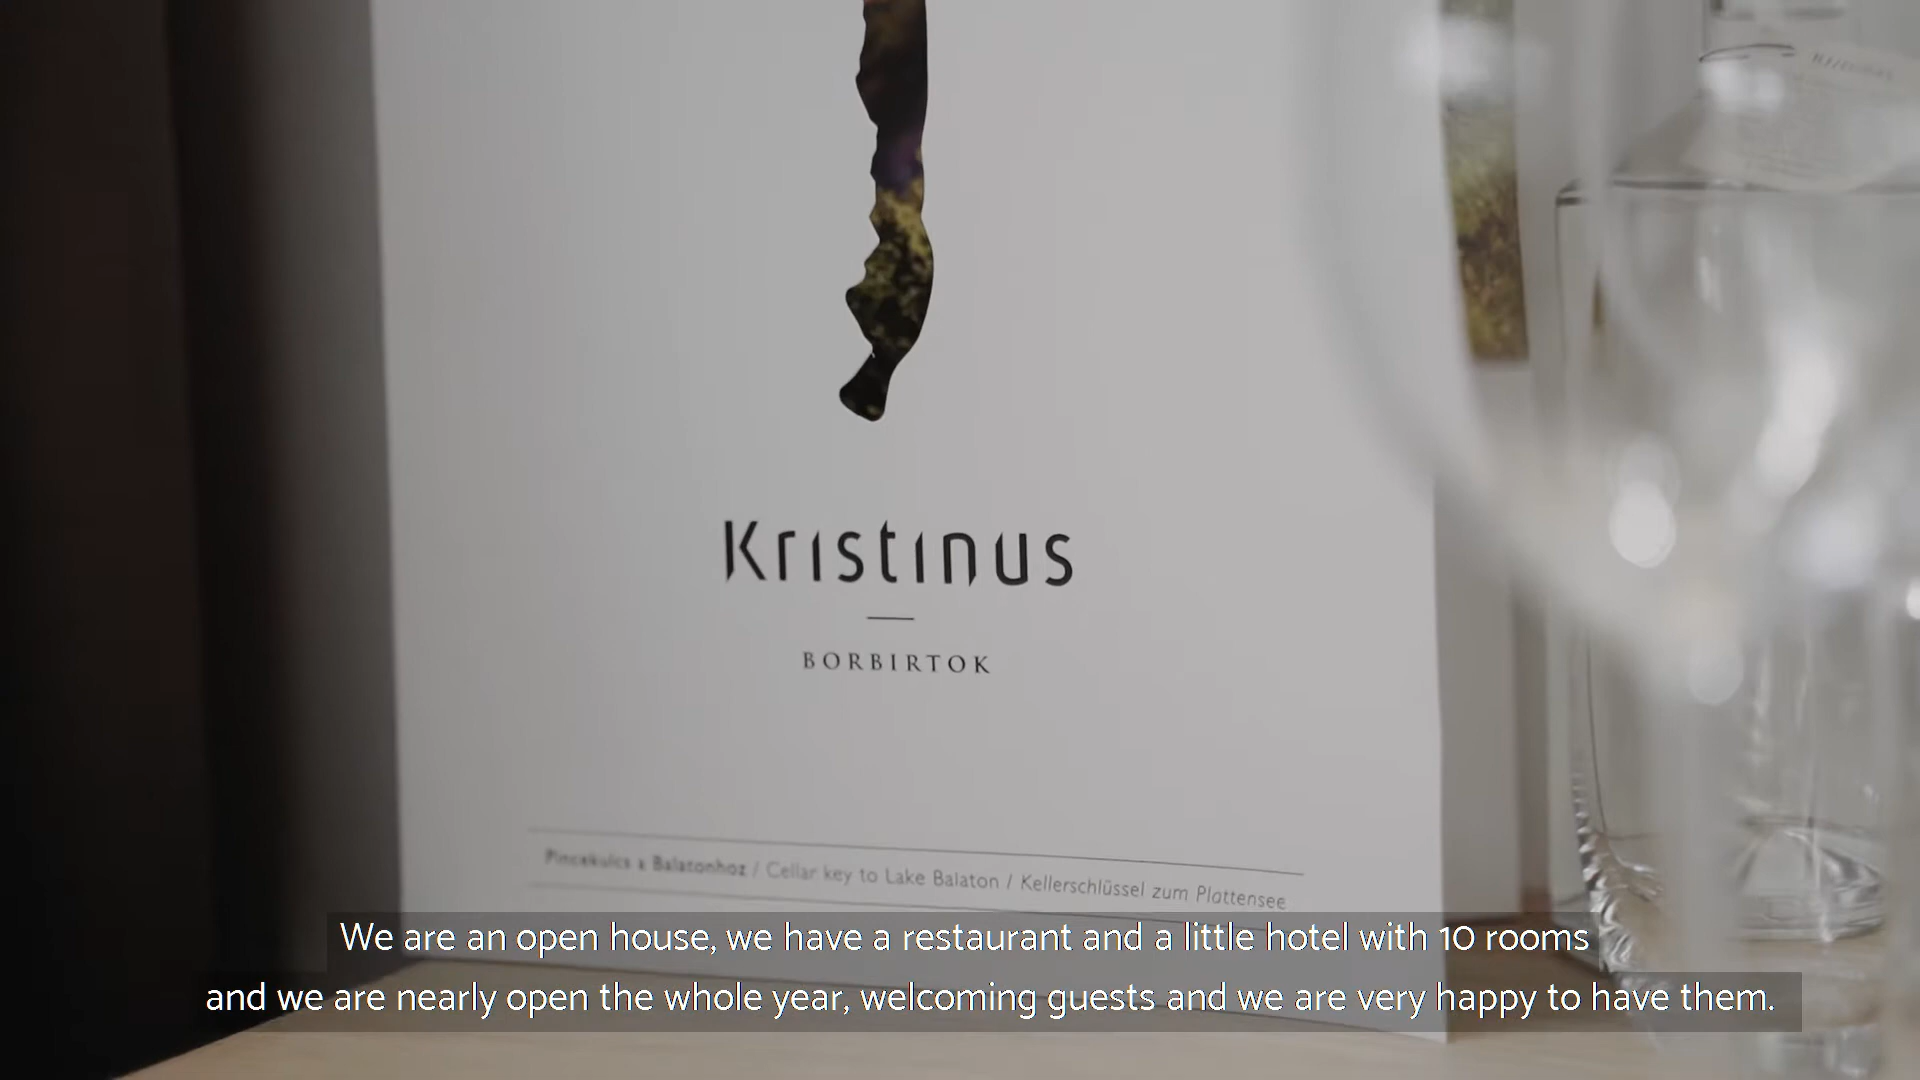 Kristinus
BORBIRTOK
Pincekulcs a Balatonhoz / Cellar key to Lake Balaton / Kellerschlüssel zum Plattensee
We are an open house, we have a restaurant and a little hotel with 10 rooms
and we are nearly open the whole year, welcoming guests and we are very happy to have them.